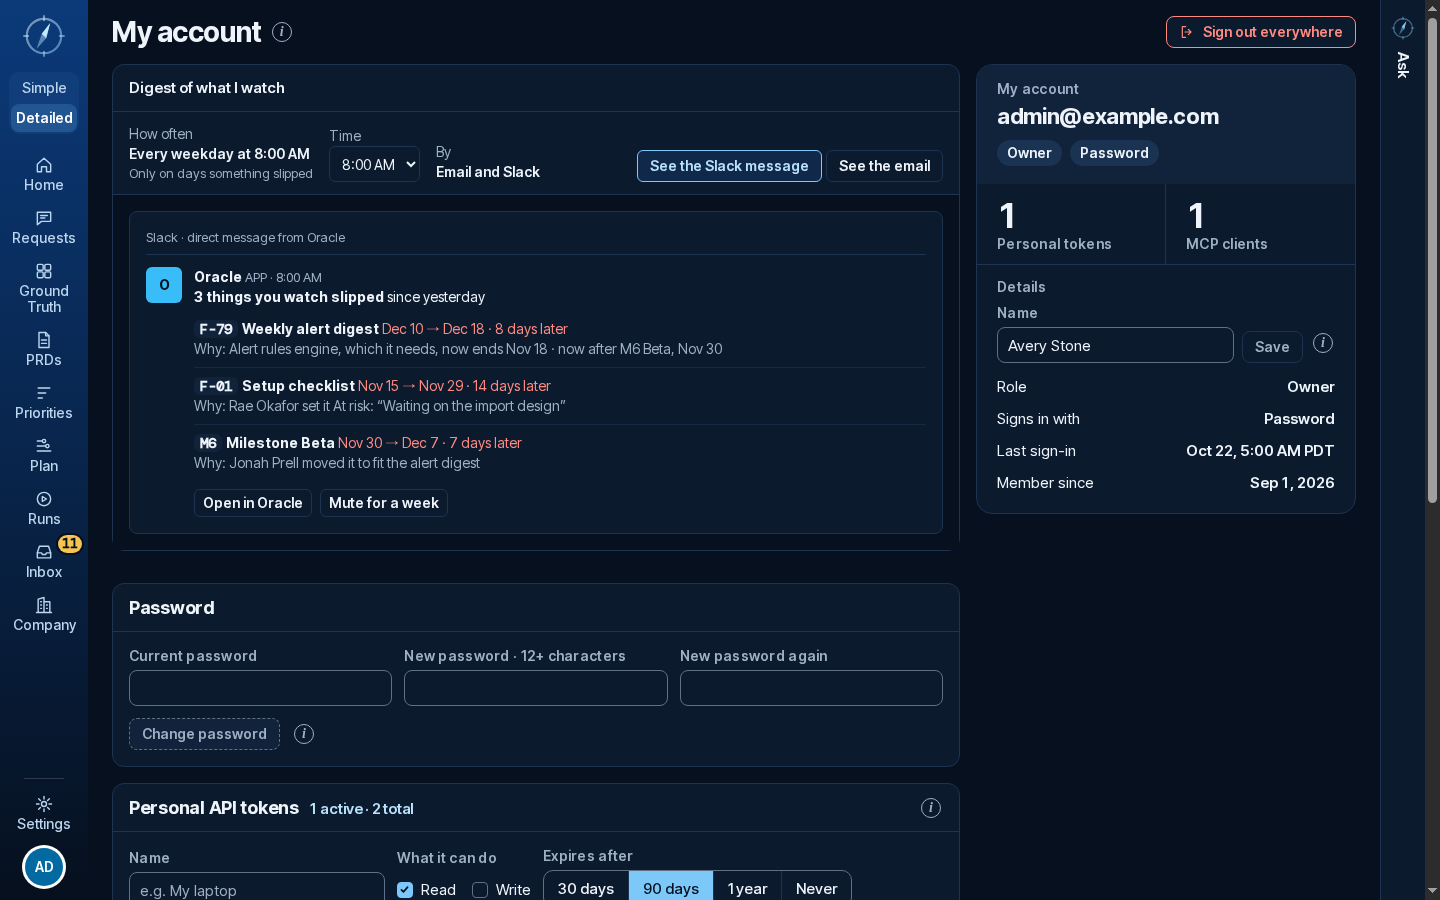 Simple
Detailed
Home
Requests
Ground
Truth
PRDs
Priorities
Plan
Runs
11
Inbox
Company
Settings
AD
My account
i
Sign out everywhere
Ask
Digest of what I watch
How often
Every weekday at 8:00 AM
Only on days something slipped
Time
8:00 AM
By
Email and Slack
See the Slack message
See the email
Slack · direct message from Oracle
O
Oracle APP · 8:00 AM
3 things you watch slipped since yesterday
F-79 Weekly alert digest Dec 10 → Dec 18 · 8 days later
Why: Alert rules engine, which it needs, now ends Nov 18 · now after M6 Beta, Nov 30
F-01 Setup checklist Nov 15 → Nov 29 · 14 days later
Why: Rae Okafor set it At risk: “Waiting on the import design”
M6 Milestone Beta Nov 30 → Dec 7 · 7 days later
Why: Jonah Prell moved it to fit the alert digest
Open in Oracle
Mute for a week
Password
Current password
New password · 12+ characters
New password again
Change password
i
Personal API tokens 1 active · 2 total
i
Name
e.g. My laptop
What it can do
Read
Write
Expires after
30 days
90 days
1 year
Never
My account
admin@example.com
Owner
Password
1
Personal tokens
1
MCP clients
Details
Name
Avery Stone
Save
i
Role Owner
Signs in with Password
Last sign-in Oct 22, 5:00 AM PDT
Member since Sep 1, 2026